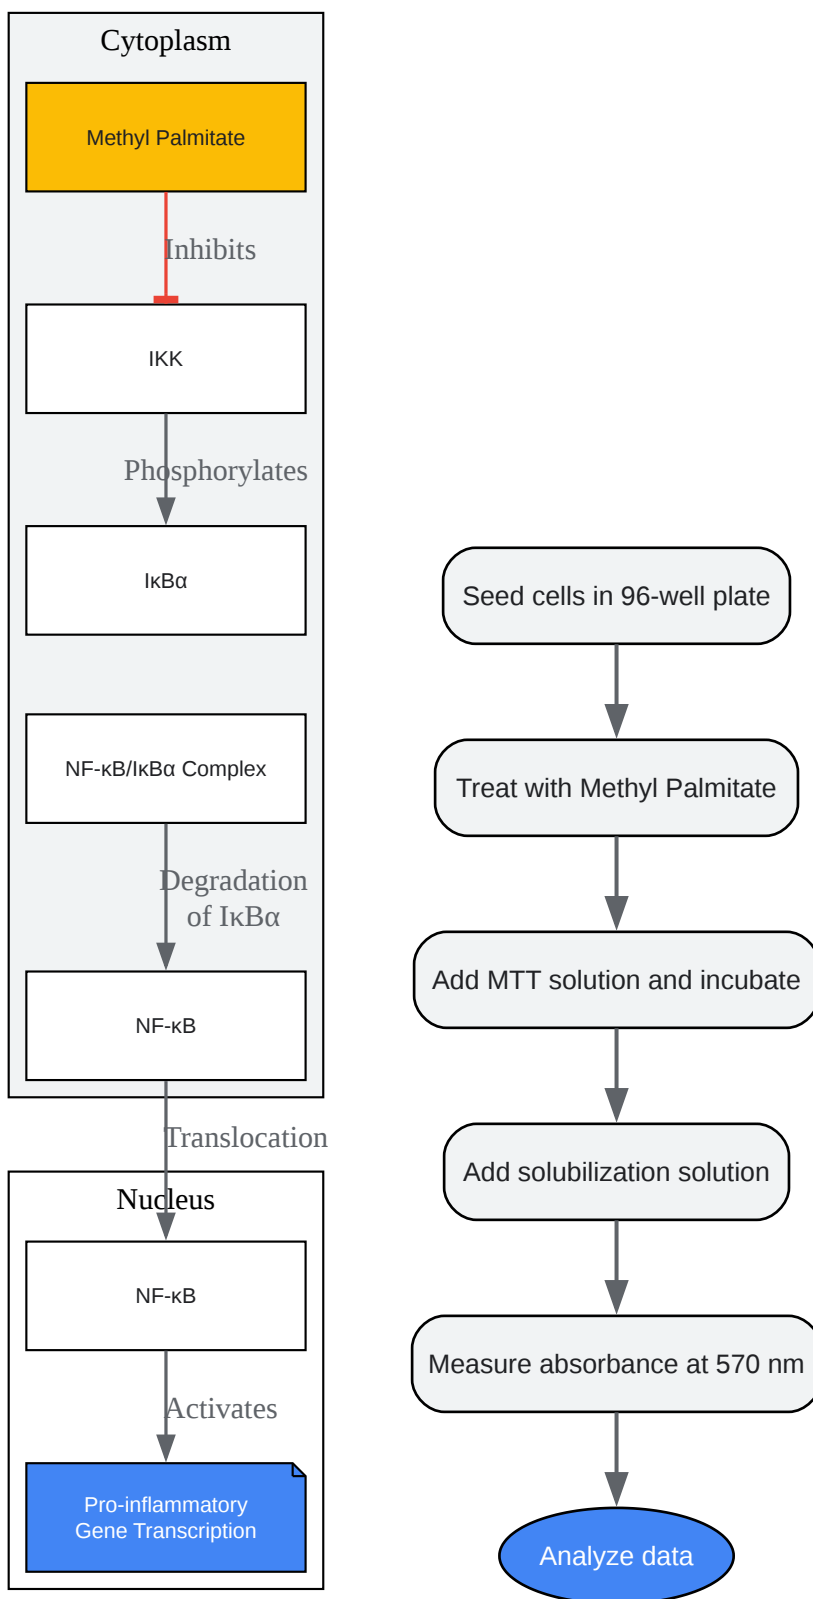 Cytoplasm
Methyl Palmitate
Inhibits
IKK
Phosphorylates
IκBα
NF-κB/IκBα Complex
Degradation
of IκBα
NF-κB
Translocation
Nucleus
NF-κB
Activates
Pro-inflammatory
Gene Transcription
Seed cells in 96-well plate
Treat with Methyl Palmitate
Add MTT solution and incubate
Add solubilization solution
Measure absorbance at 570 nm
Analyze data